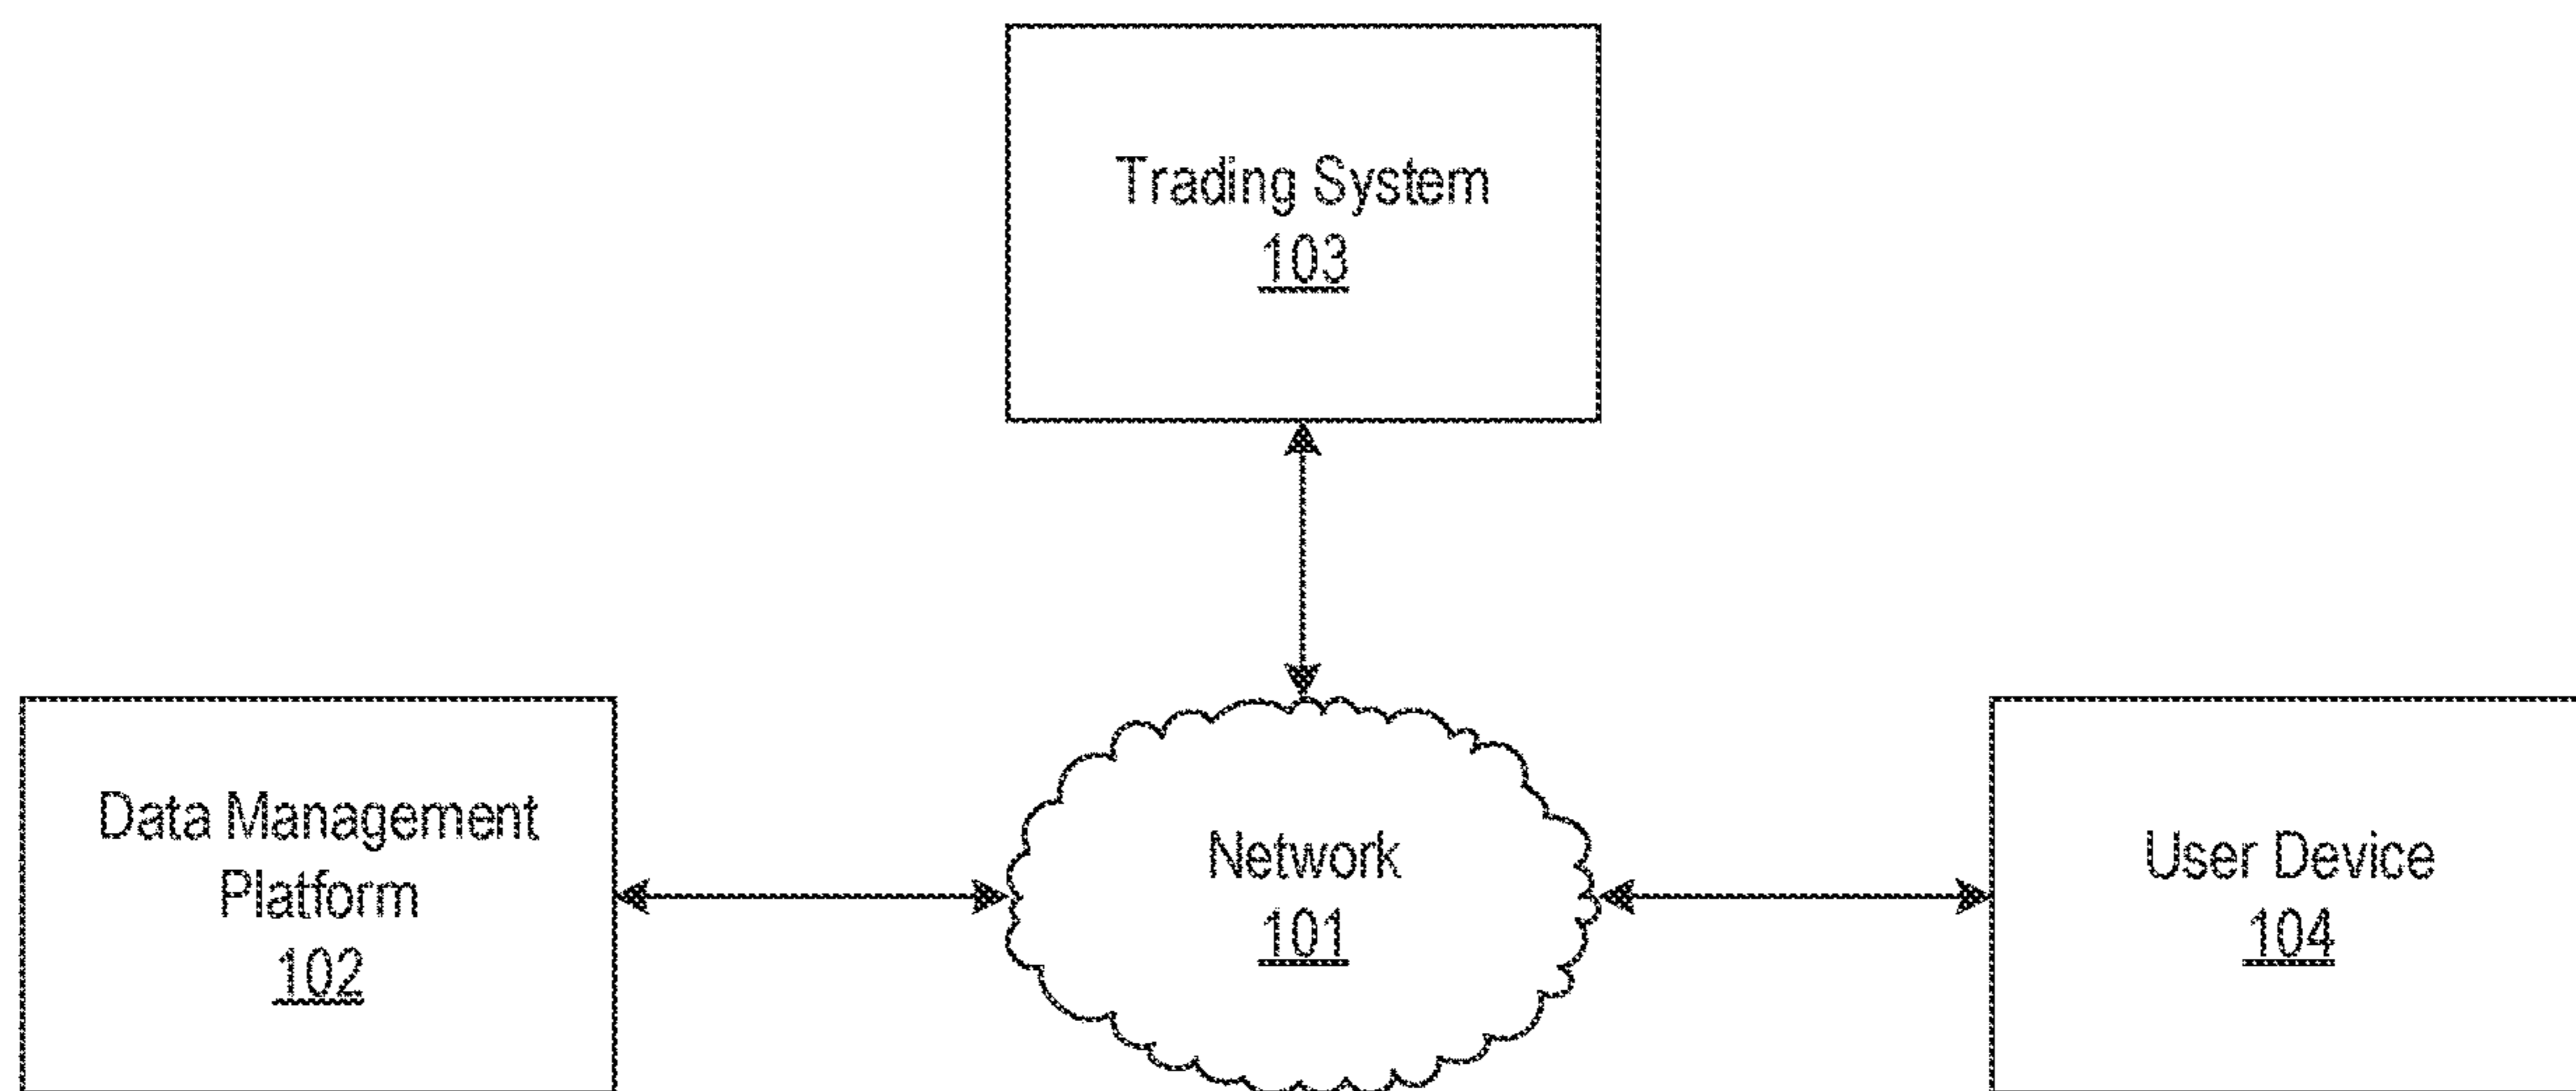 Trading System
103
Data Management
Platform
102
Network
101
User Device
104